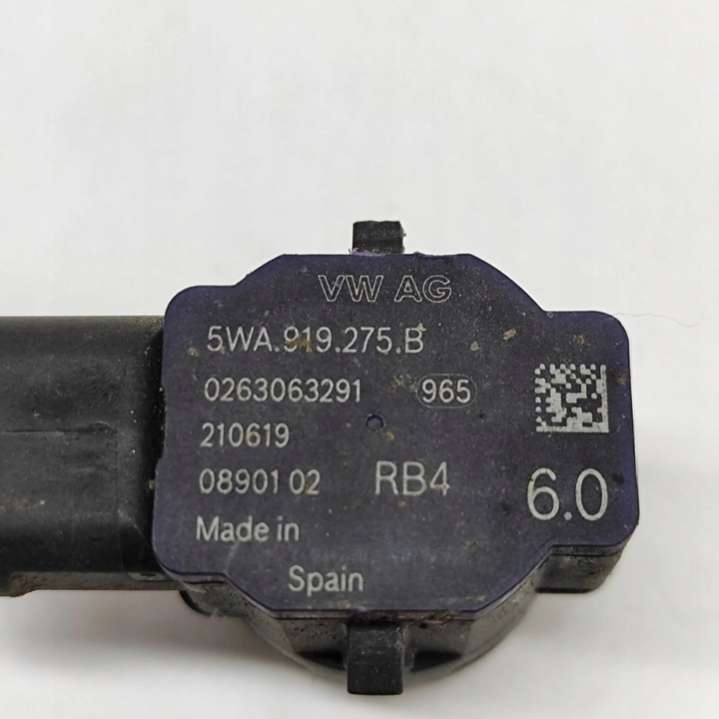 VW AG
5WA.919.275.B
0263063291 965
210619
08901 02 RB4 6.0
Made in
Spain